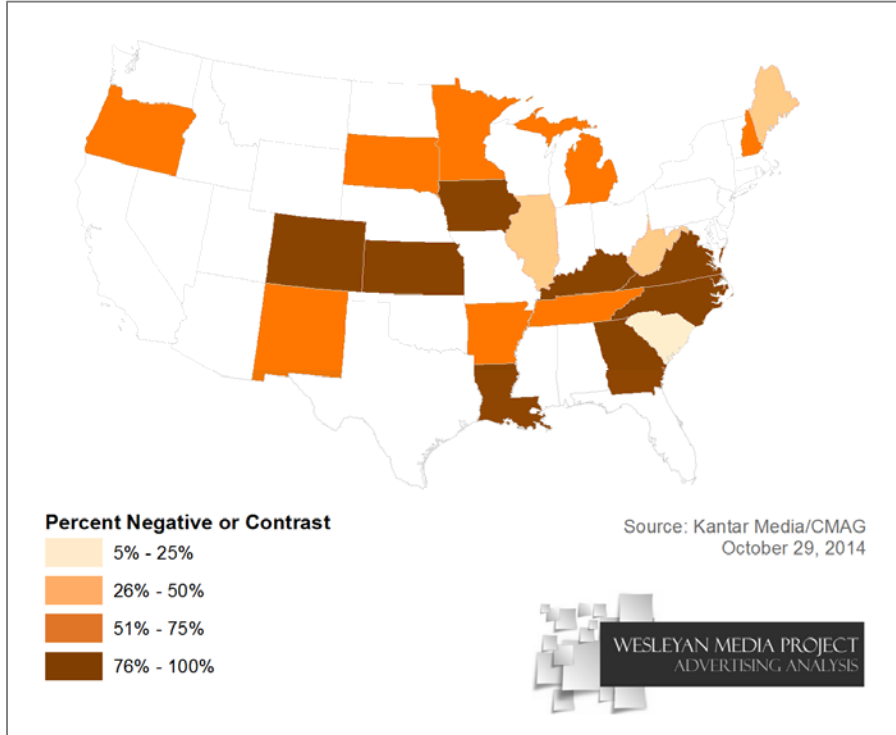 Percent Negative or Contrast
5% - 25%
26% - 50%
51% - 75%
76% - 100%
Source: Kantar Media/CMAG
October 29, 2014
WESLEYAN MEDIA PROJECT
ADVERTISING ANALYSIS